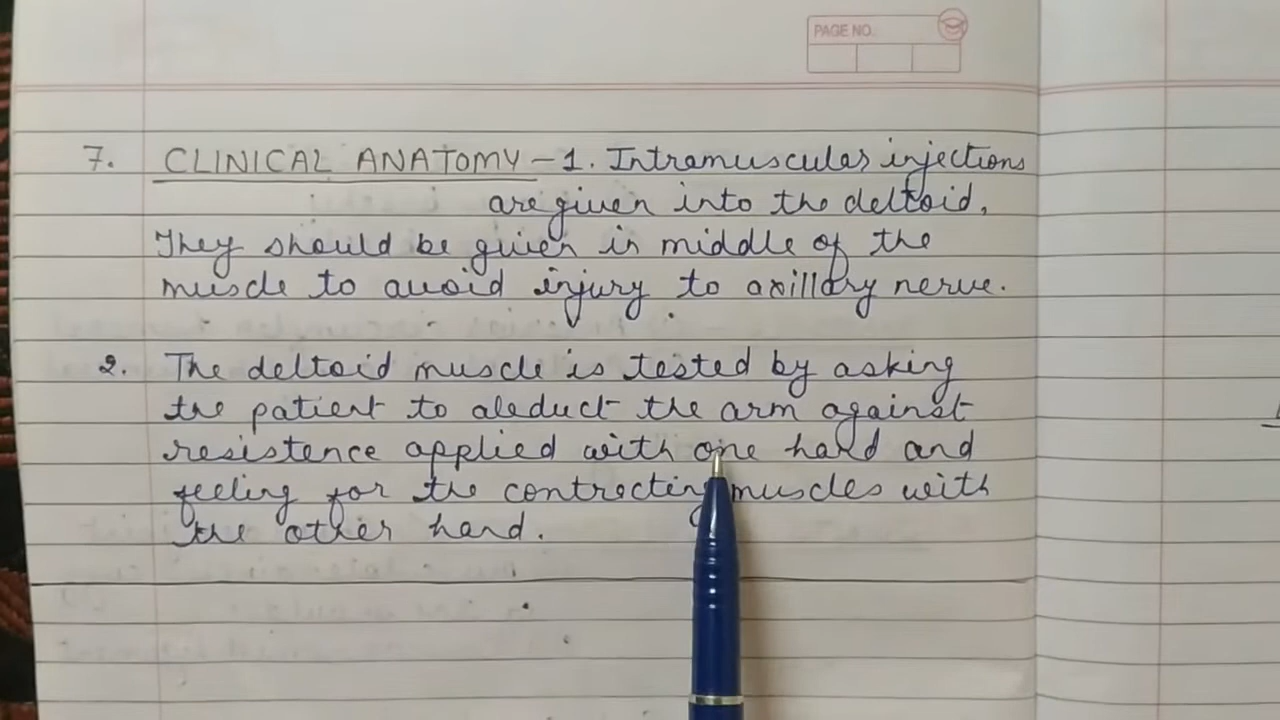 PAGE NO.
7. CLINICAL ANATOMY - 1. Intramuscular injections
are given into the deltoid.
They should be given in middle of the
muscle to avoid injury to axillary nerve.
2. The deltoid muscle is tested by asking
the patient to abduct the arm against
resistence applied with one hand and
feeling for the contracting muscles with
the other hand.